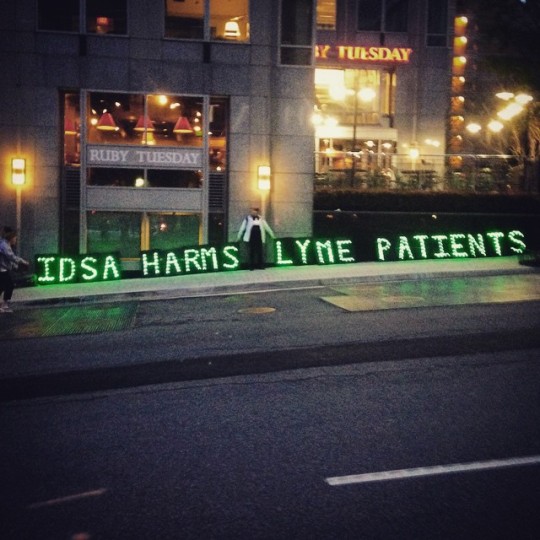 Y TUESDAY
RUBY TUESDAY
IDSA HARMS LYME PATIENTS